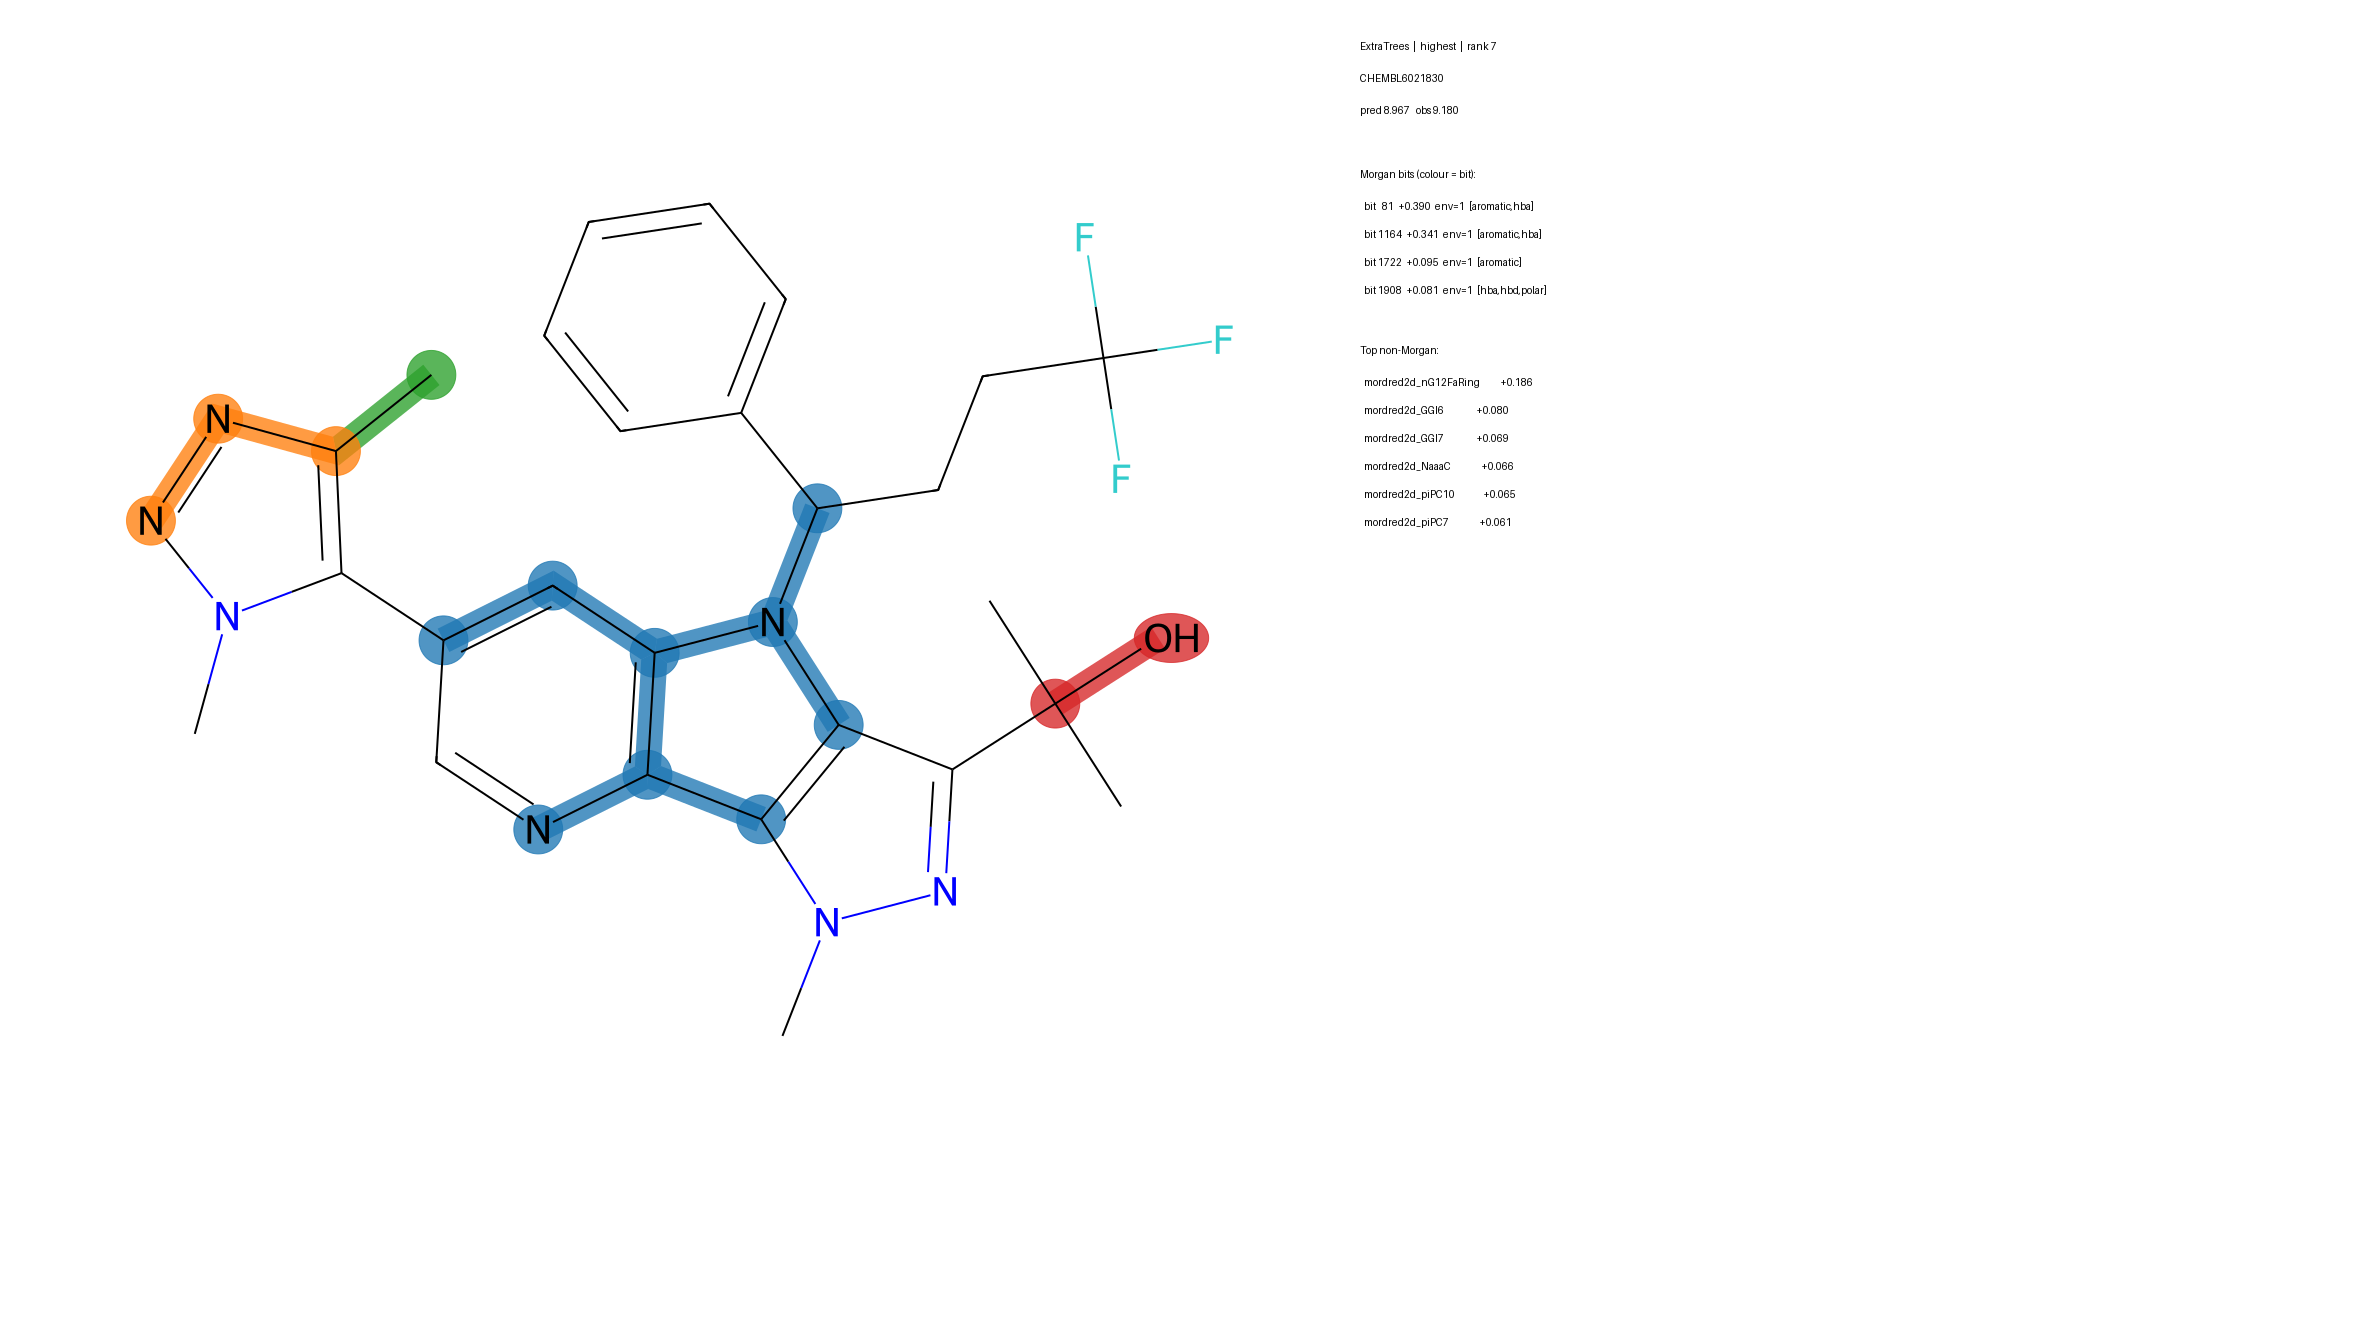 ExtraTrees | highest | rank 7
CHEMBL6021830
pred 8.967 obs 9.180
Morgan bits (colour = bit):
bit 81 +0.390 env=1 [aromatic,hba]
bit 1164 +0.341 env=1 [aromatic,hba]
bit 1722 +0.095 env=1 [aromatic]
bit 1908 +0.081 env=1 [hba,hbd,polar]
Top non-Morgan:
mordred2d_nG12FaRing +0.186
mordred2d_GGI6 +0.080
mordred2d_GGI7 +0.069
mordred2d_NaaaC +0.066
mordred2d_piPC10 +0.065
mordred2d_piPC7 +0.061
F
F
N
F
N
N
N
OH
N
N
N